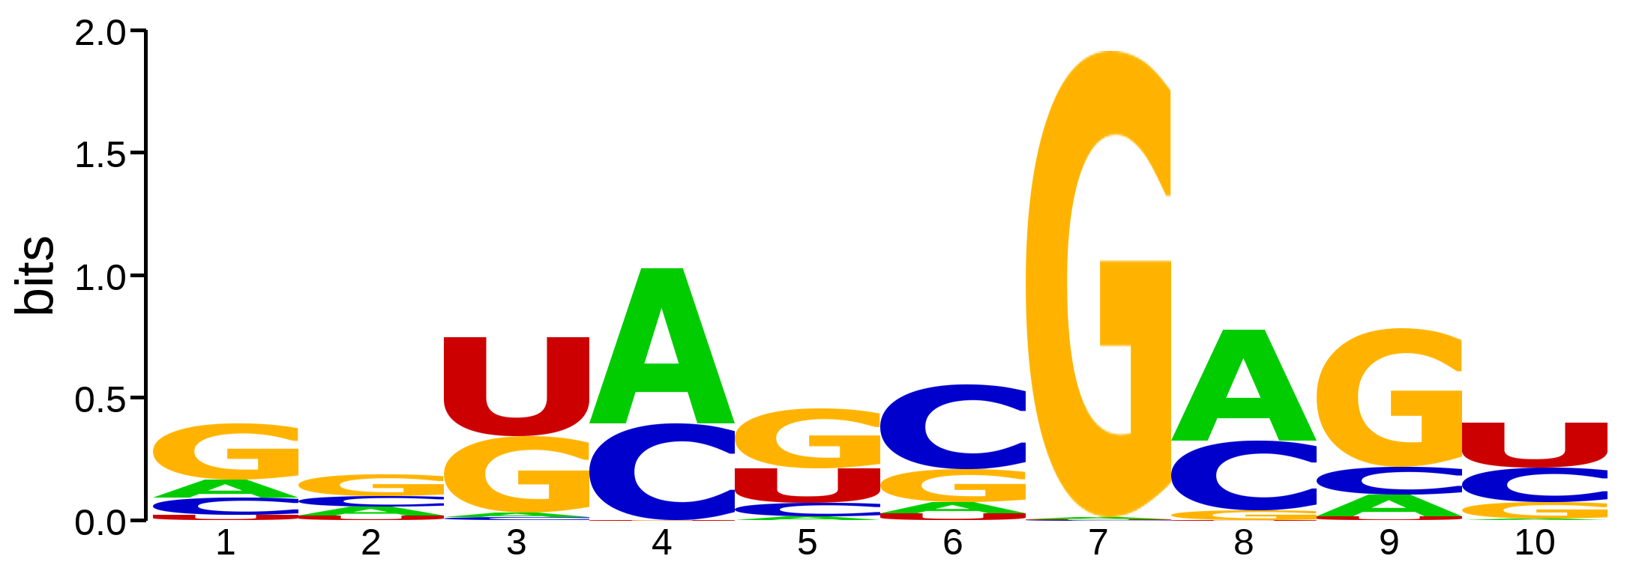 2.0
1.5
1.0
0.5
0.0
bits
G A C U
G C A U
U G A C
A C U
G U C A
C G A U
G A C
A C G U
G C A U
U C G A
1 2 3 4 5 6 7 8 9 10